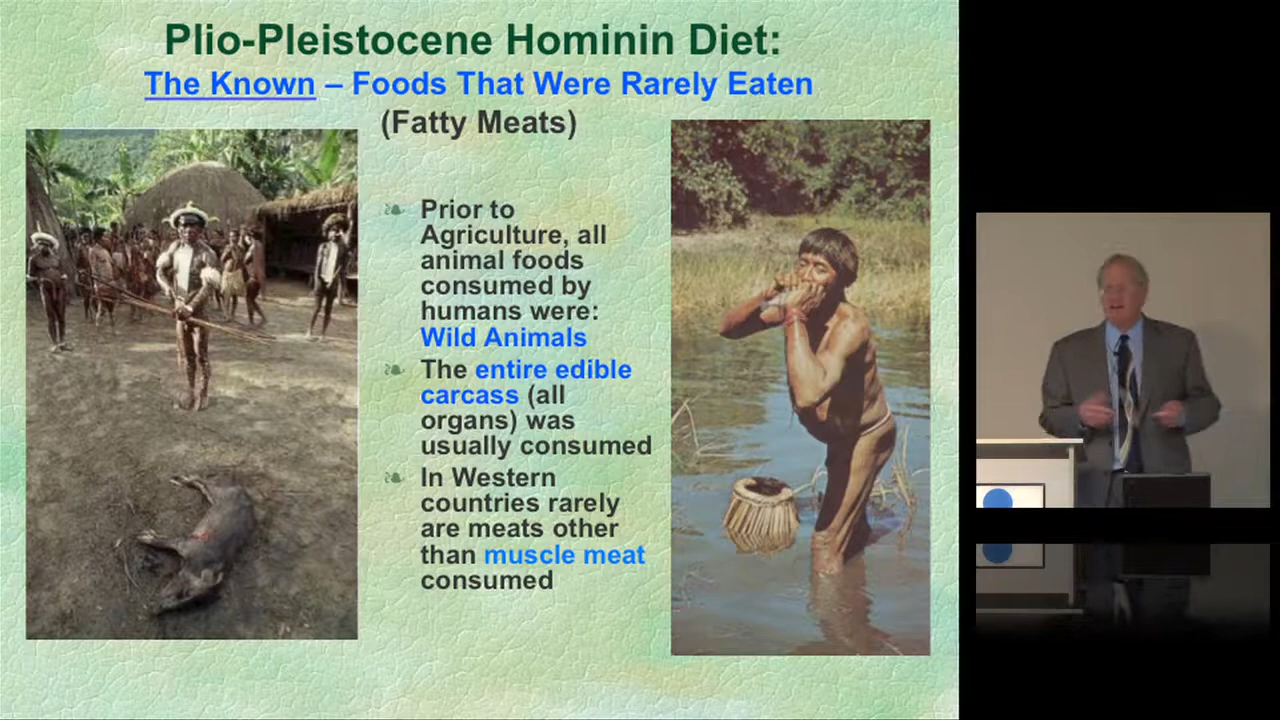 Plio-Pleistocene Hominin Diet:
The Known – Foods That Were Rarely Eaten
(Fatty Meats)
Prior to
Agriculture, all
animal foods
consumed by
humans were:
Wild Animals
The entire edible
carcass (all
organs) was
usually consumed
In Western
countries rarely
are meats other
than muscle meat
consumed